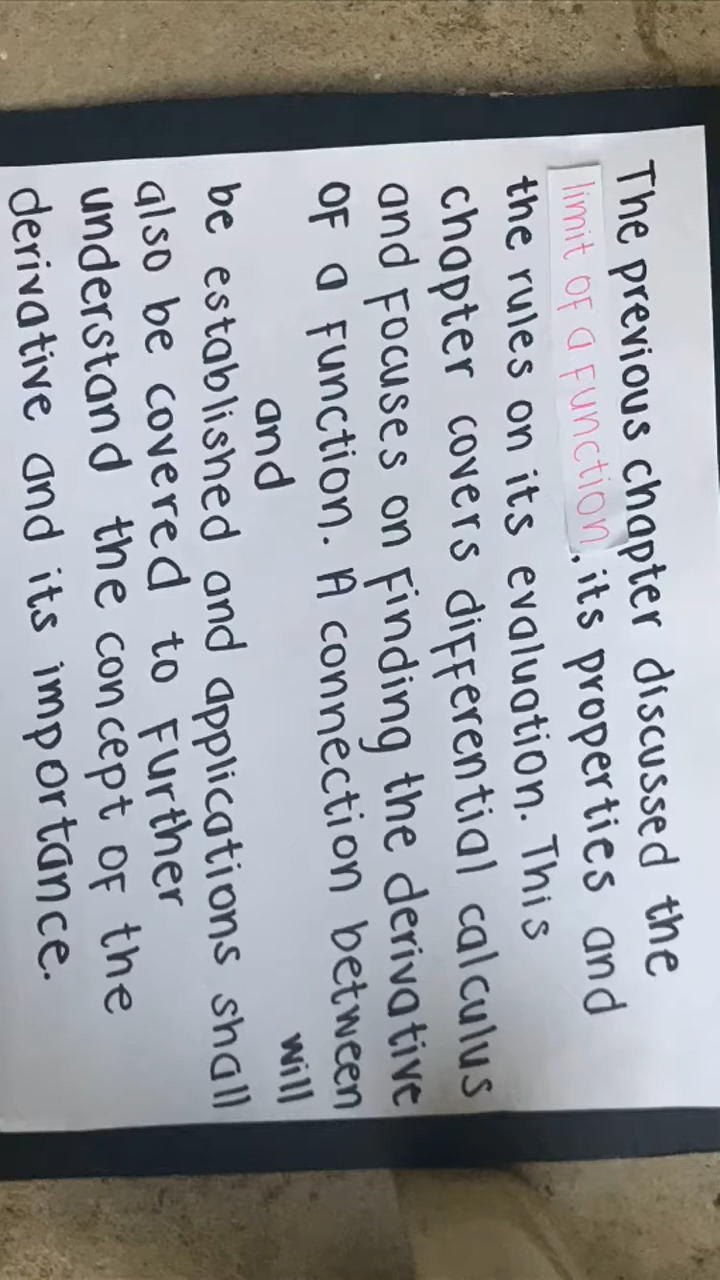 The previous chapter discussed the
limit of a function, its properties and
the rules on its evaluation. This
chapter covers differential calculus
and focuses on finding the derivative
of a function. A connection between
and will
be established and applications shall
also be covered to further
understand the concept of the
derivative and its importance.